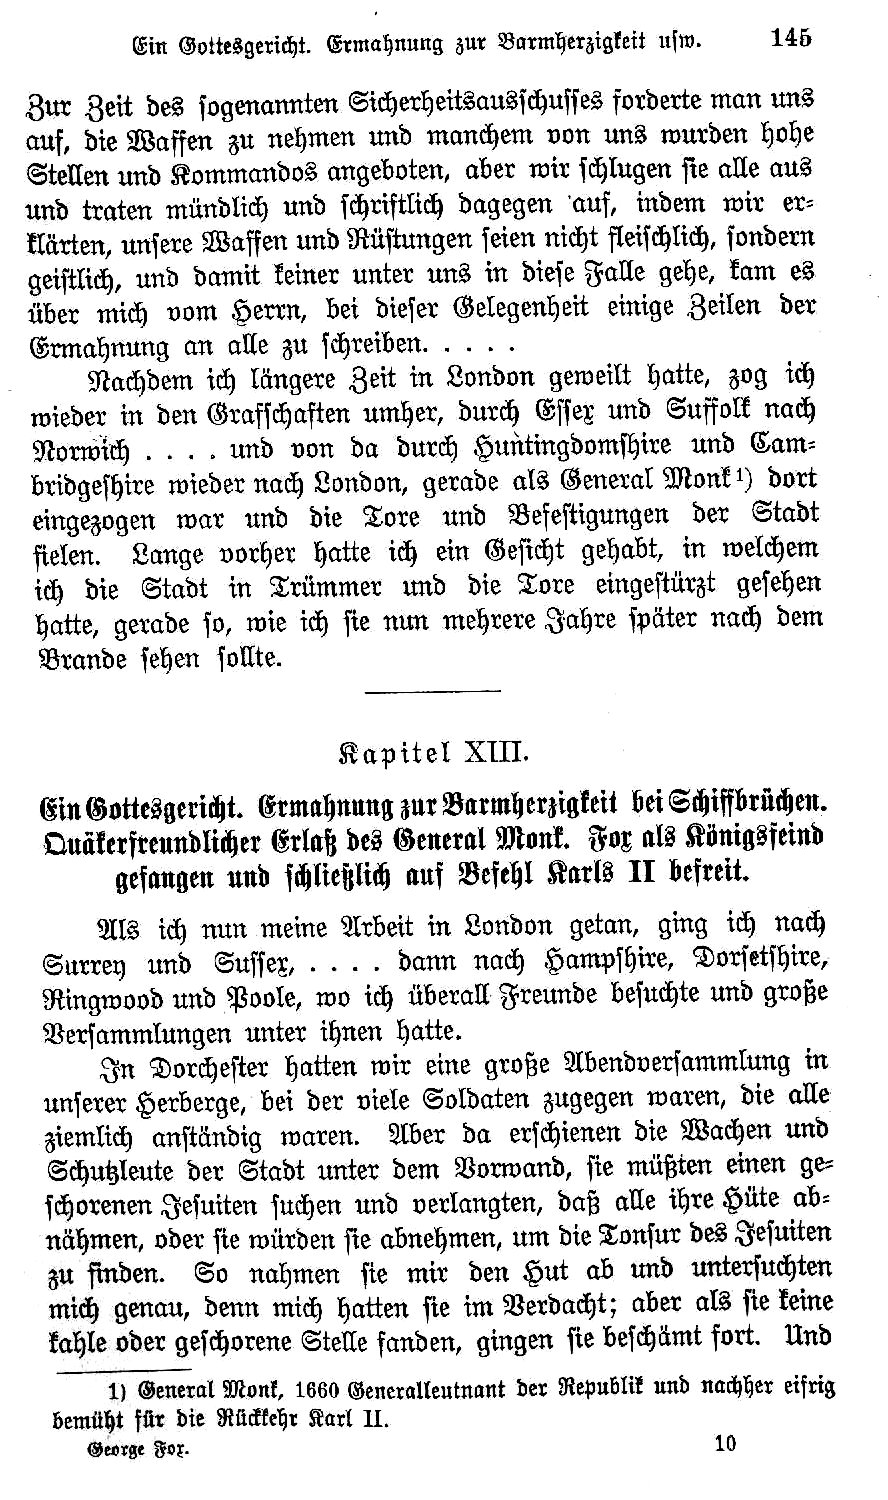 Ein Gottesgericht. Ermahnung zur Barmherzigkeit usw. 145
Zur Zeit des sogenannten Sicherheitsausschusses forderte man uns
auf, die Waffen zu nehmen und manchem von uns wurden hohe
Stellen und Kommandos angeboten, aber wir schlugen sie alle aus
und traten mündlich und schriftlich dagegen auf, indem wir er-
klärten, unsere Waffen und Rüstungen seien nicht fleischlich, sondern
geistlich, und damit keiner unter uns in diese Falle gehe, kam es
über mich vom Herrn, bei dieser Gelegenheit einige Zeilen der
Ermahnung an alle zu schreiben. . . . .
Nachdem ich längere Zeit in London geweilt hatte, zog ich
wieder in den Grafschaften umher, durch Essex und Suffolk nach
Norwich . . . . und von da durch Huntingdomshire und Cam-
bridgeshire wieder nach London, gerade als General Monk¹) dort
eingezogen war und die Tore und Befestigungen der Stadt
fielen. Lange vorher hatte ich ein Gesicht gehabt, in welchem
ich die Stadt in Trümmer und die Tore eingestürzt gesehen
hatte, gerade so, wie ich sie nun mehrere Jahre später nach dem
Brande sehen sollte.
Kapitel XIII.
Ein Gottesgericht. Ermahnung zur Barmherzigkeit bei Schiffbrüchen.
Quäkerfreundlicher Erlaß des General Monk. Fox als Königsfeind
gefangen und schließlich auf Befehl Karls II befreit.
Als ich nun meine Arbeit in London getan, ging ich nach
Surrey und Sussex, . . . . dann nach Hampshire, Dorsetshire,
Ringwood und Poole, wo ich überall Freunde besuchte und große
Versammlungen unter ihnen hatte.
In Dorchester hatten wir eine große Abendversammlung in
unserer Herberge, bei der viele Soldaten zugegen waren, die alle
ziemlich anständig waren. Aber da erschienen die Wachen und
Schutzleute der Stadt unter dem Vorwand, sie müßten einen ge-
schorenen Jesuiten suchen und verlangten, daß alle ihre Hüte ab-
nähmen, oder sie würden sie abnehmen, um die Tonsur des Jesuiten
zu finden. So nahmen sie mir den Hut ab und untersuchten
mich genau, denn mich hatten sie im Verdacht; aber als sie keine
kahle oder geschorene Stelle fanden, gingen sie beschämt fort. Und
1) General Monk, 1660 Generalleutnant der Republik und nachher eifrig
bemüht für die Rückkehr Karl II.
George Fox. 10